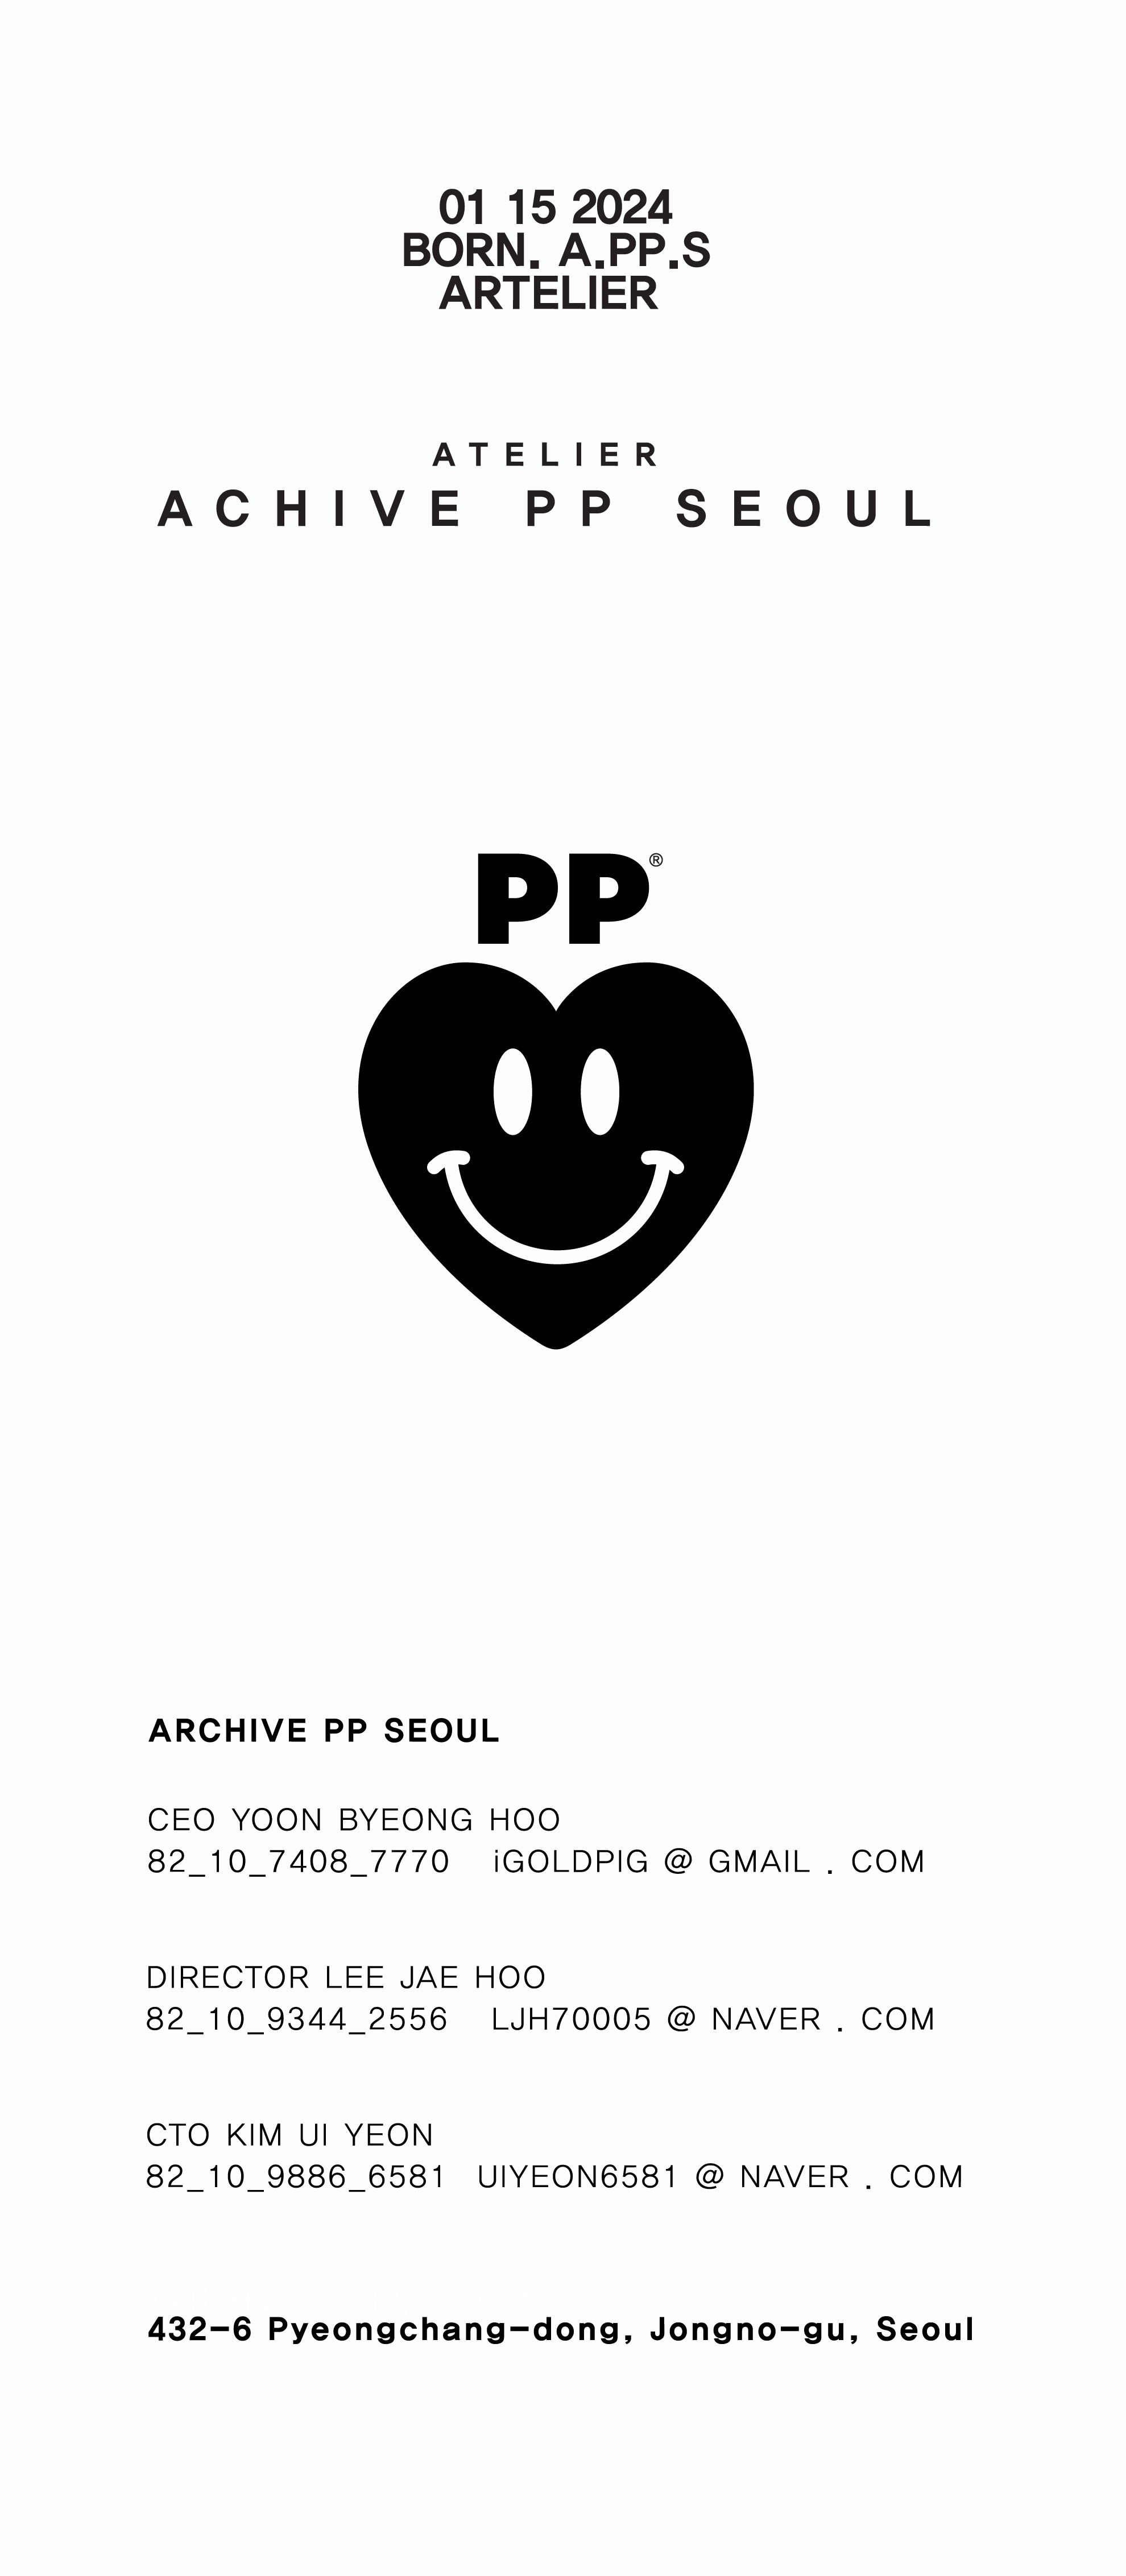 01 15 2024
BORN. A.PP.S
ARTELIER
ATELIER
ACHIVE PP SEOUL
PP®
ARCHIVE PP SEOUL
CEO YOON BYEONG HOO
82_10_7408_7770 iGOLDPIG @ GMAIL . COM
DIRECTOR LEE JAE HOO
82_10_9344_2556 LJH70005 @ NAVER . COM
CTO KIM UI YEON
82_10_9886_6581 UIYEON6581 @ NAVER . COM
432-6 Pyeongchang-dong, Jongno-gu, Seoul